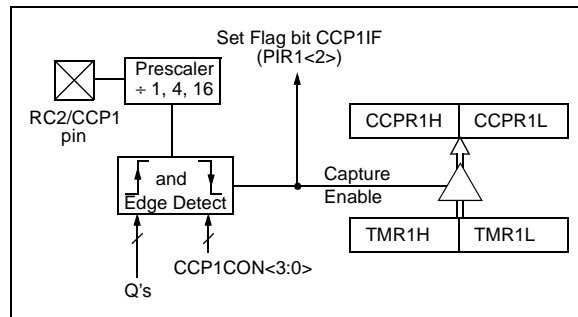 Set Flag bit CCP1IF
(PIR1<2>)
Prescaler
÷ 1, 4, 16
RC2/CCP1
pin
CCPR1H
CCPR1L
and
Edge Detect
Capture
Enable
TMR1H
TMR1L
CCP1CON<3:0>
Q's